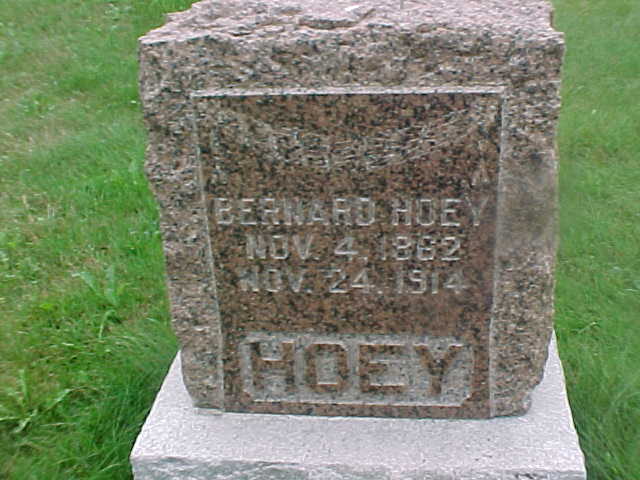 BERNARD HOEY
NOV. 4, 1862
NOV. 24, 1914
HOEY